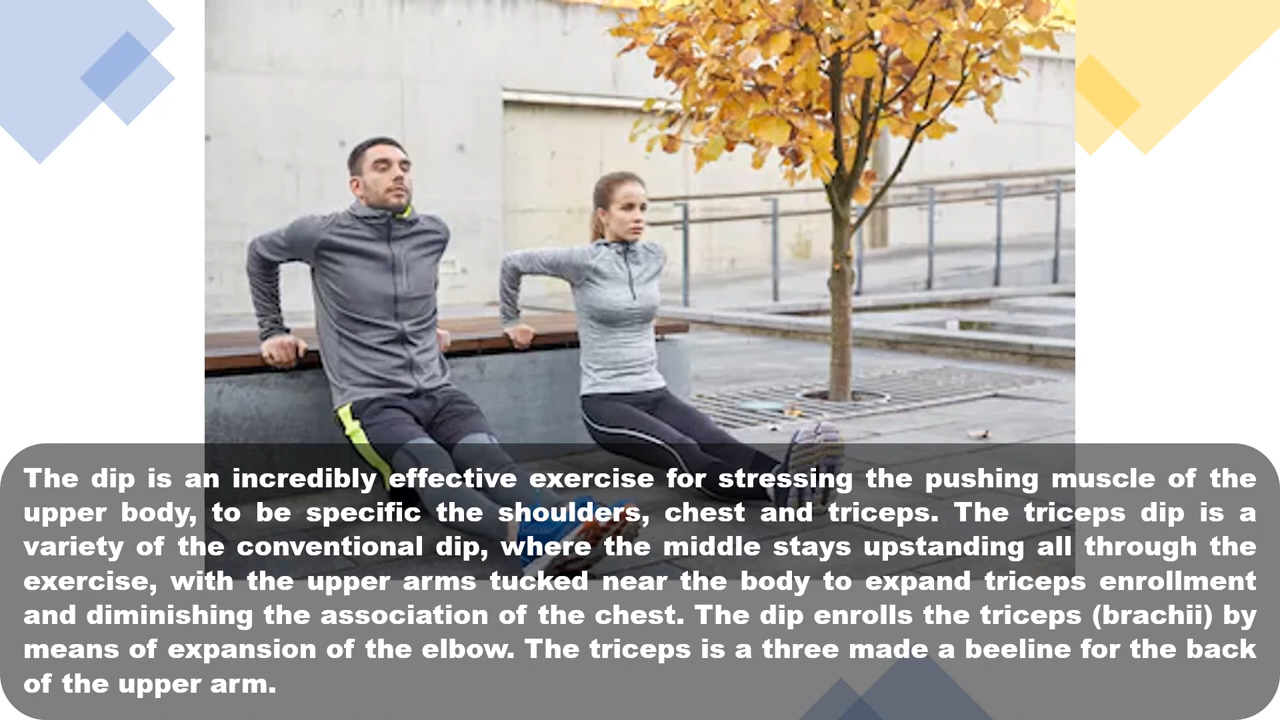 The dip is an incredibly effective exercise for stressing the pushing muscle of the
upper body, to be specific the shoulders, chest and triceps. The triceps dip is a
variety of the conventional dip, where the middle stays upstanding all through the
exercise, with the upper arms tucked near the body to expand triceps enrollment
and diminishing the association of the chest. The dip enrolls the triceps (brachii) by
means of expansion of the elbow. The triceps is a three made a beeline for the back
of the upper arm.